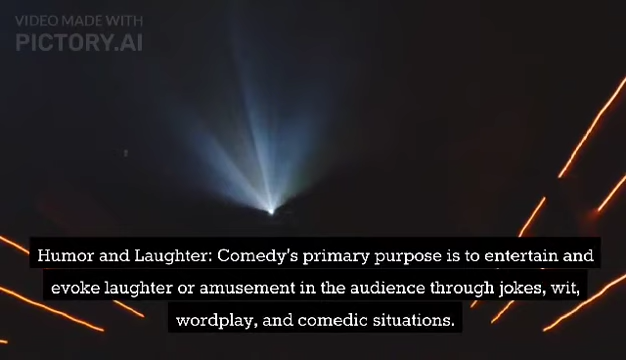 VIDEO MADE WITH
PICTORY.AI
Humor and Laughter: Comedy's primary purpose is to entertain and
evoke laughter or amusement in the audience through jokes, wit,
wordplay, and comedic situations.